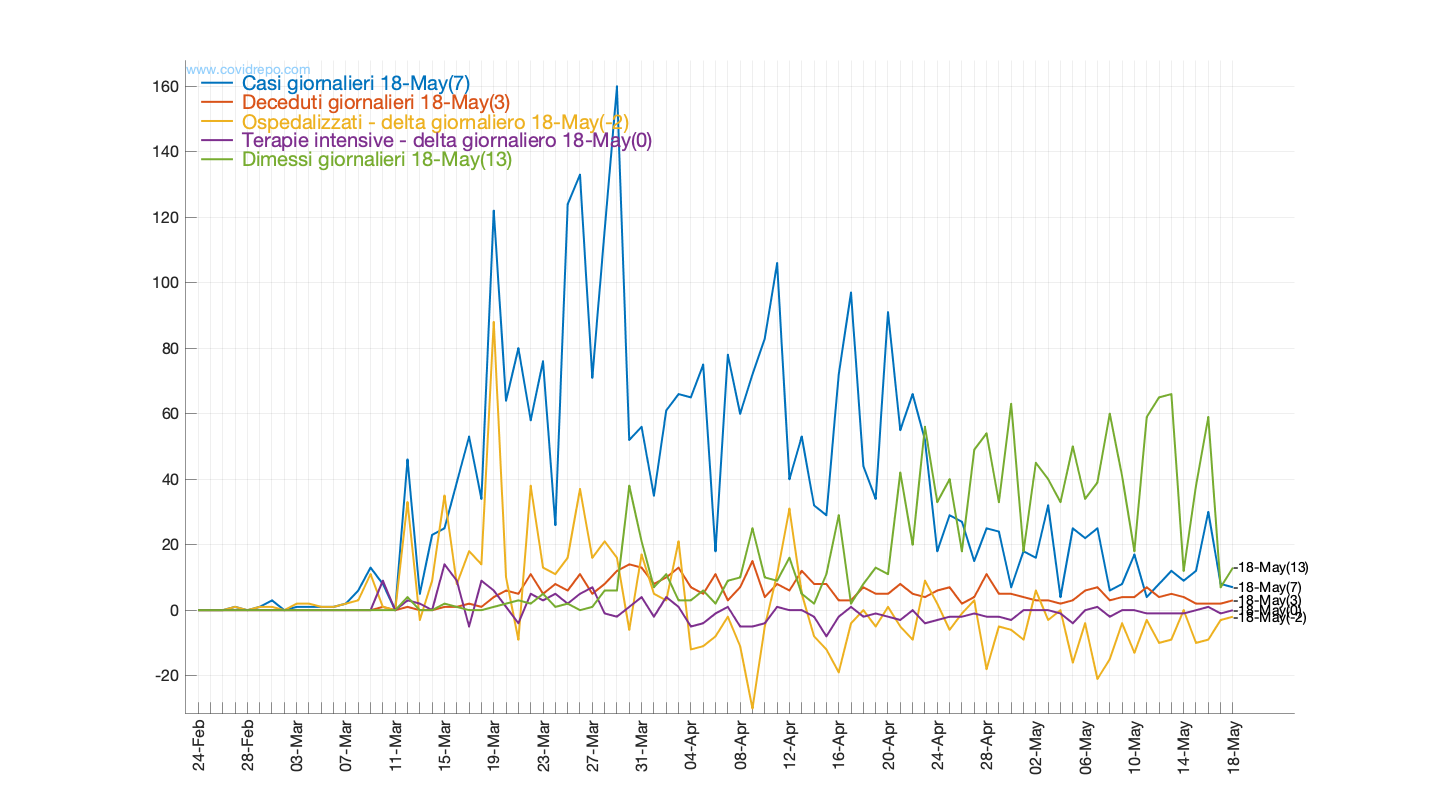 www.covidrepo.com
Casi giornalieri 18-May(7)
Deceduti giornalieri 18-May(3)
Ospedalizzati - delta giornaliero 18-May(-2)
Terapie intensive - delta giornaliero 18-May(0)
Dimessi giornalieri 18-May(13)
160
140
120
100
80
60
40
20
0
-20
18-May(13)
18-May(7)
18-May(3)
18-May(0)
18-May(-2)
24-Feb
28-Feb
03-Mar
07-Mar
11-Mar
15-Mar
19-Mar
23-Mar
27-Mar
31-Mar
04-Apr
08-Apr
12-Apr
16-Apr
20-Apr
24-Apr
28-Apr
02-May
06-May
10-May
14-May
18-May